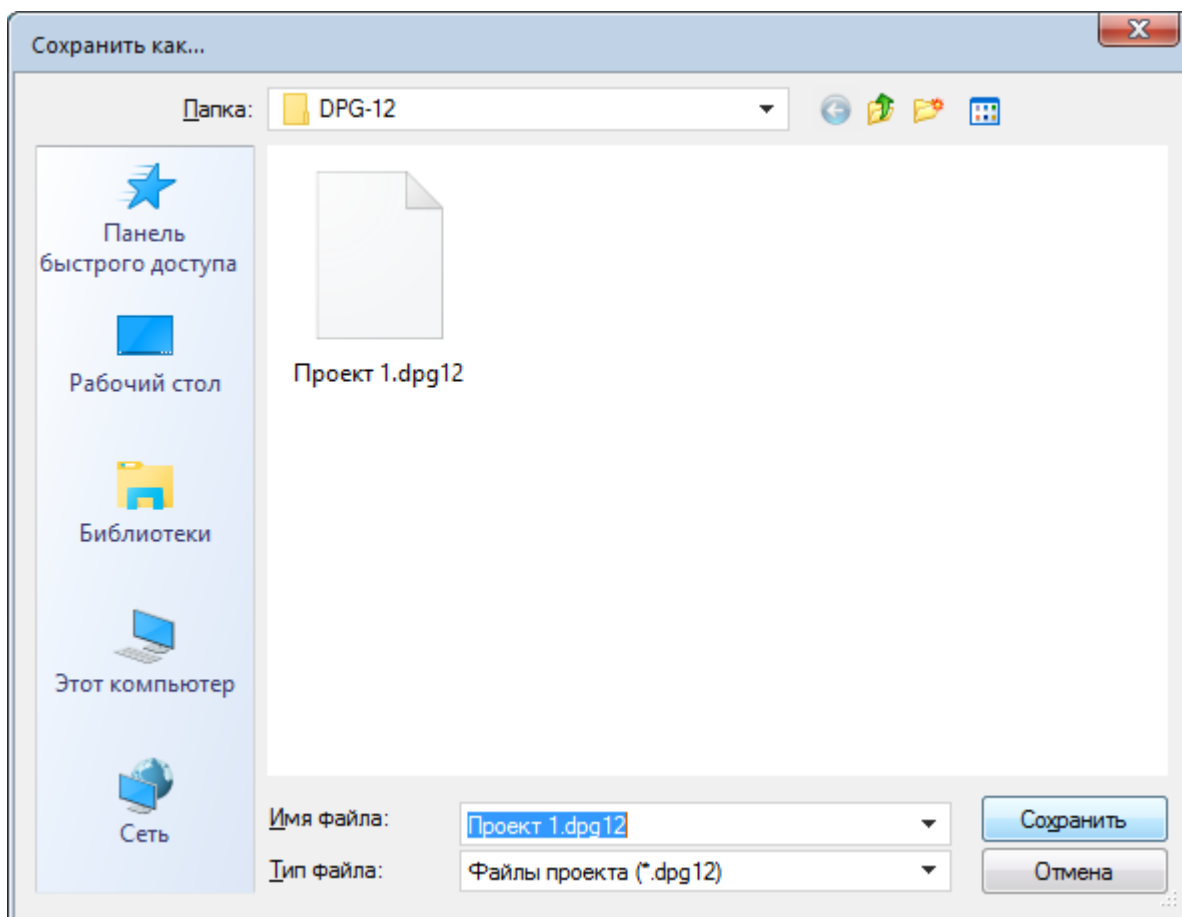 Сохранить как...
Папка:
DPG-12
Панель
быстрого доступа
Рабочий стол
Библиотеки
Этот компьютер
Сеть
Проект 1.dpg12
Имя файла:
Проект 1.dpg12
Сохранить
Тип файла:
Файлы проекта (*.dpg12)
Отмена